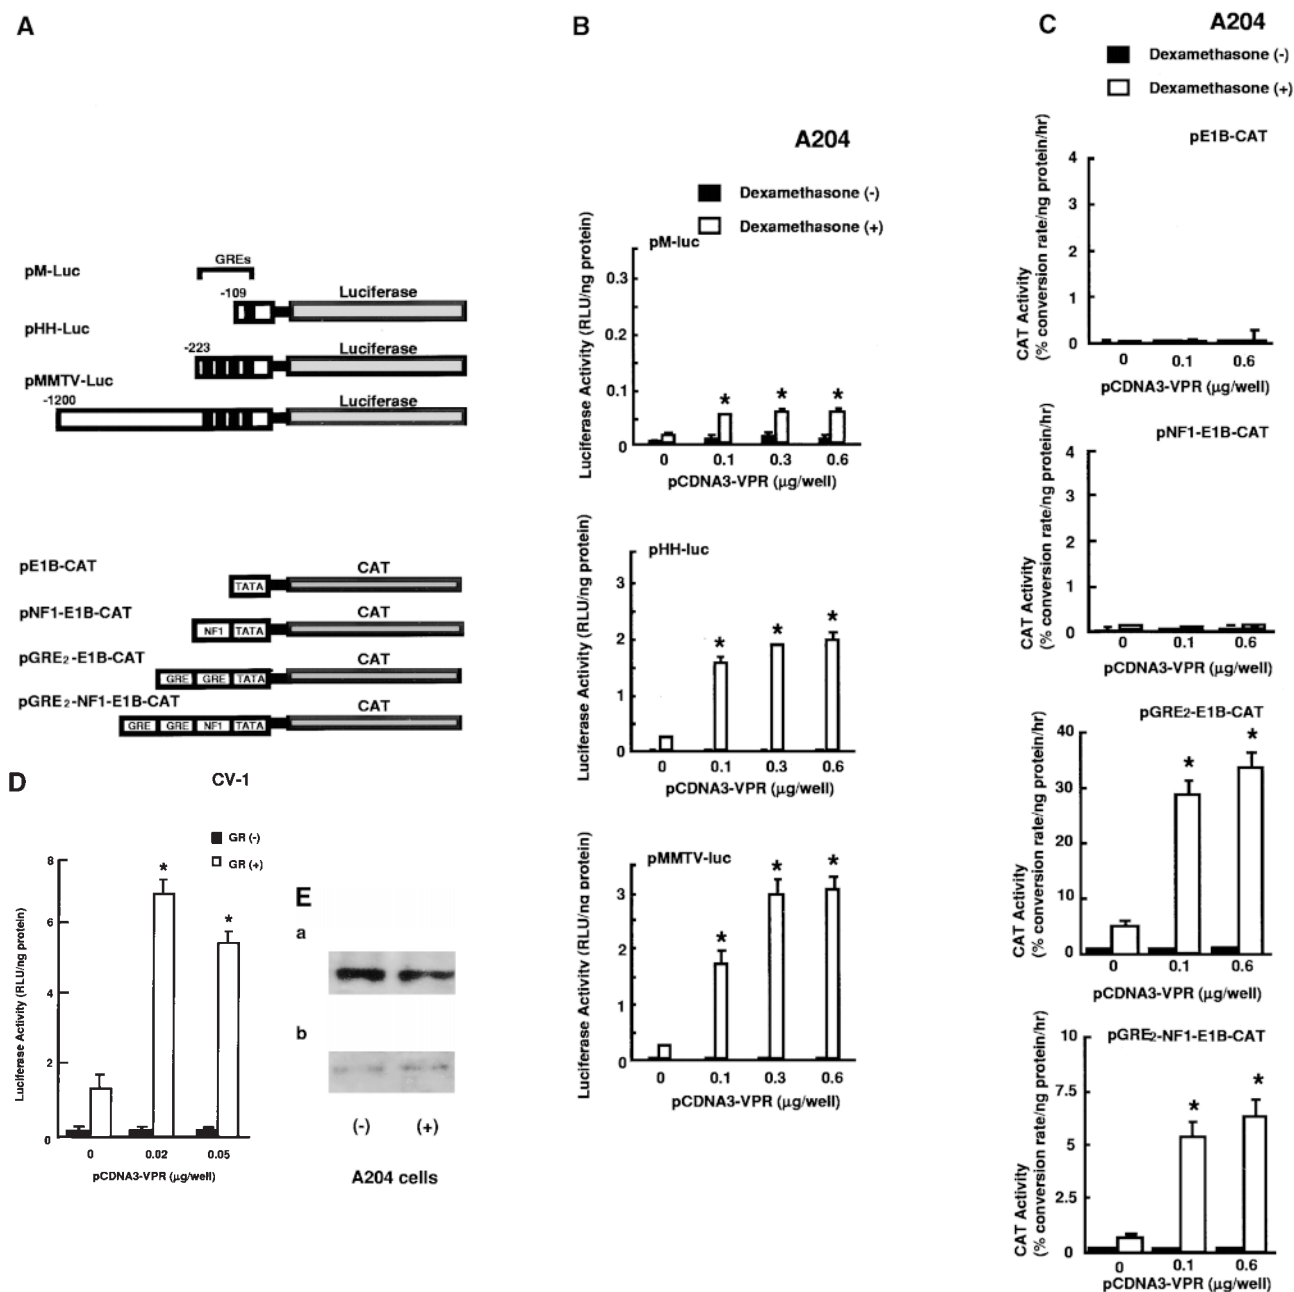 A
pM-Luc
GREs
-109
Luciferase
pHH-Luc
-223
Luciferase
pMMTV-Luc
-1200
Luciferase
pE1B-CAT
CAT
TATA
pNF1-E1B-CAT
CAT
NF1 TATA
pGRE2-E1B-CAT
CAT
GRE GRE TATA
pGRE2-NF1-E1B-CAT
CAT
GRE GRE NF1 TATA
B
A204
Dexamethasone (-)
Dexamethasone (+)
Luciferase Activity (RLU/ng protein)
pM-luc
0.3
0.2
0.1
0
* * *
0 0.1 0.3 0.6
pCDNA3-VPR (μg/well)
Luciferase Activity (RLU/ng protein)
pHH-luc
3
2
1
0
* * *
0 0.1 0.3 0.6
pCDNA3-VPR (μg/well)
Luciferase Activity (RLU/ng protein)
pMMTV-luc
3
2
1
0
* * *
0 0.1 0.3 0.6
pCDNA3-VPR (μg/well)
C
A204
Dexamethasone (-)
Dexamethasone (+)
CAT Activity
(% conversion rate/ng protein/hr)
pE1B-CAT
4
3
2
1
0
0 0.1 0.6
pCDNA3-VPR (μg/well)
CAT Activity
(% conversion rate/ng protein/hr)
pNF1-E1B-CAT
4
3
2
1
0
0 0.1 0.6
pCDNA3-VPR (μg/well)
CAT Activity
(% conversion rate/ng protein/hr)
pGRE2-E1B-CAT
40
30
20
10
0
* *
0 0.1 0.6
pCDNA3-VPR (μg/well)
CAT Activity
(% conversion rate/ng protein/hr)
pGRE2-NF1-E1B-CAT
10
7.5
5
2.5
0
* *
0 0.1 0.6
pCDNA3-VPR (μg/well)
D
CV-1
GR (-)
GR (+)
Luciferase Activity (RLU/ng protein)
8
6
4
2
0
* *
0 0.02 0.05
pCDNA3-VPR (μg/well)
E
a
b
(-) (+)
A204 cells